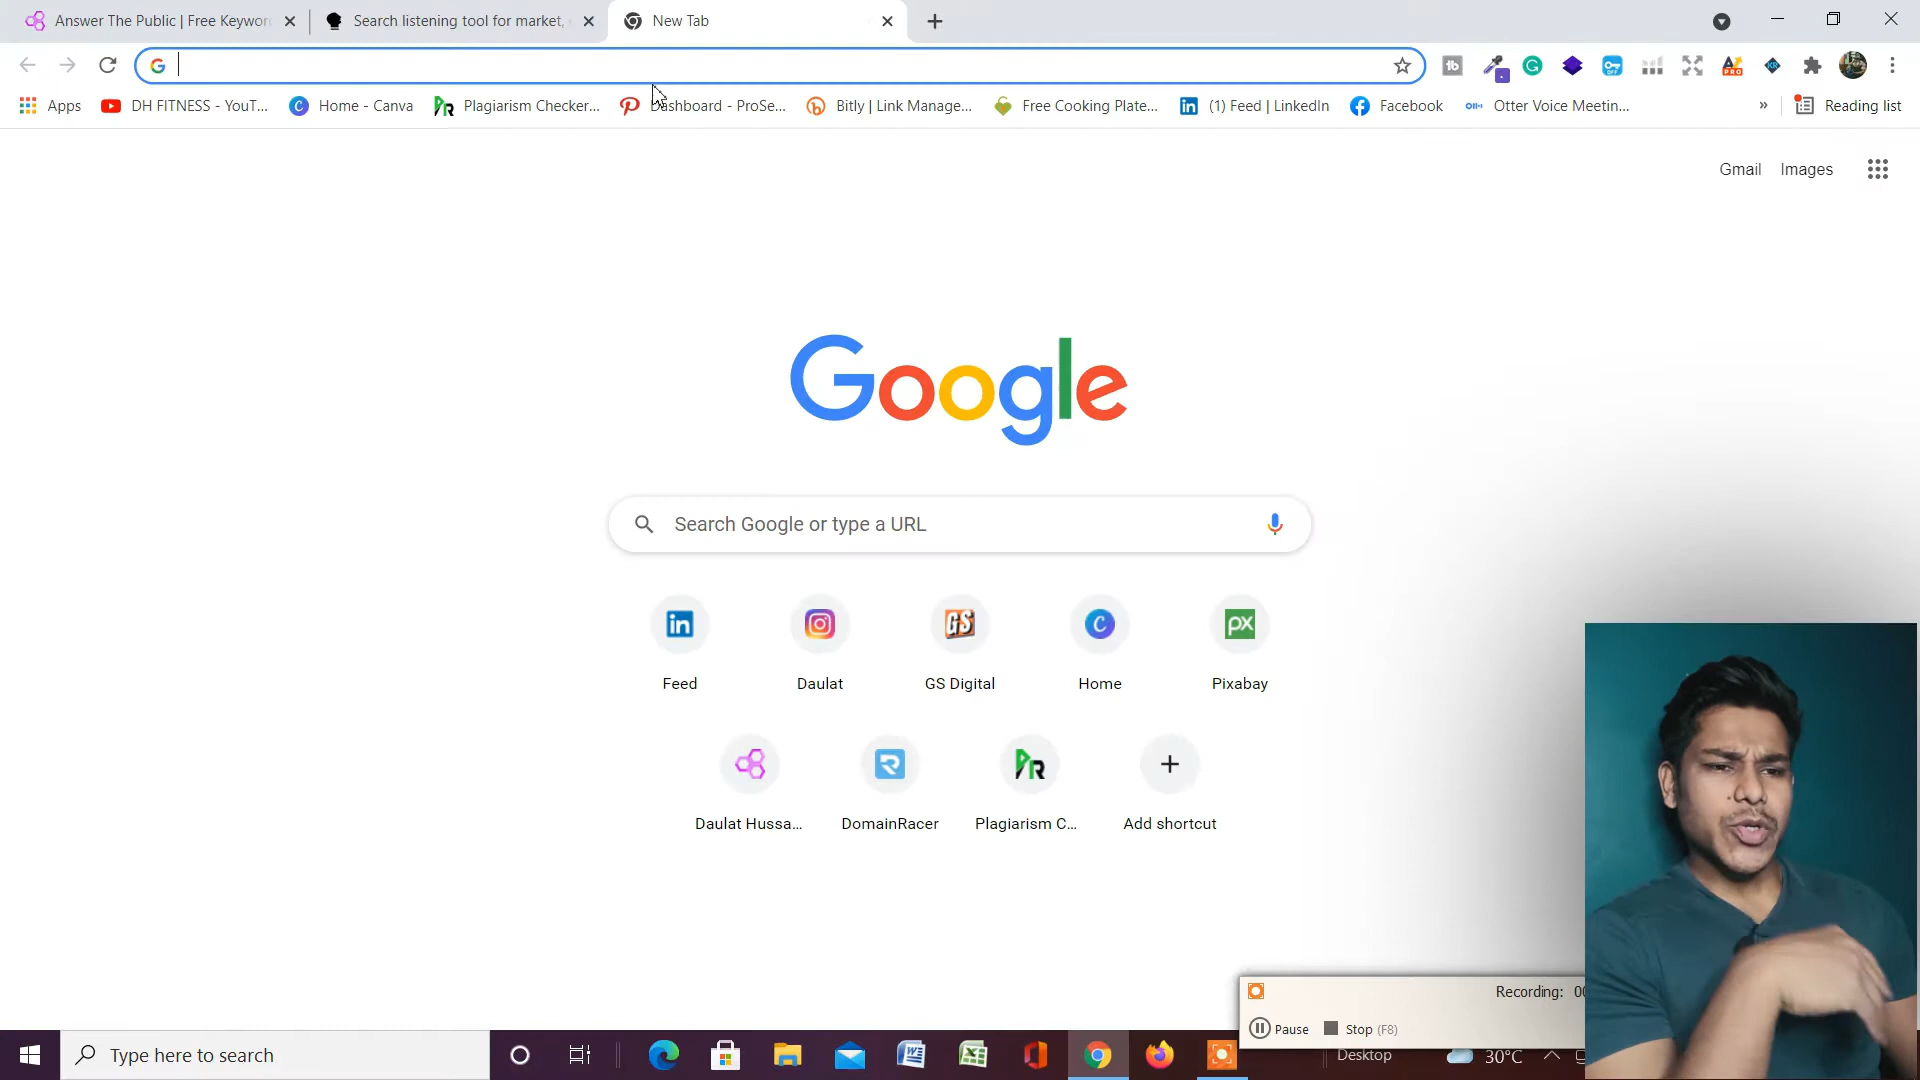 Answer The Public | Free Keywor
Search listening tool for market,
New Tab
Apps
DH FITNESS - YouT...
Home - Canva
Plagiarism Checker...
ashboard - ProSe...
Bitly | Link Manage...
Free Cooking Plate...
(1) Feed | LinkedIn
Facebook
Otter Voice Meetin...
»
Reading list
Gmail
Images
Google
Search Google or type a URL
Feed
Daulat
GS Digital
Home
Pixabay
Daulat Hussa...
DomainRacer
Plagiarism C...
Add shortcut
Recording:
Pause
Stop (F8)
Type here to search
Desktop
30°C